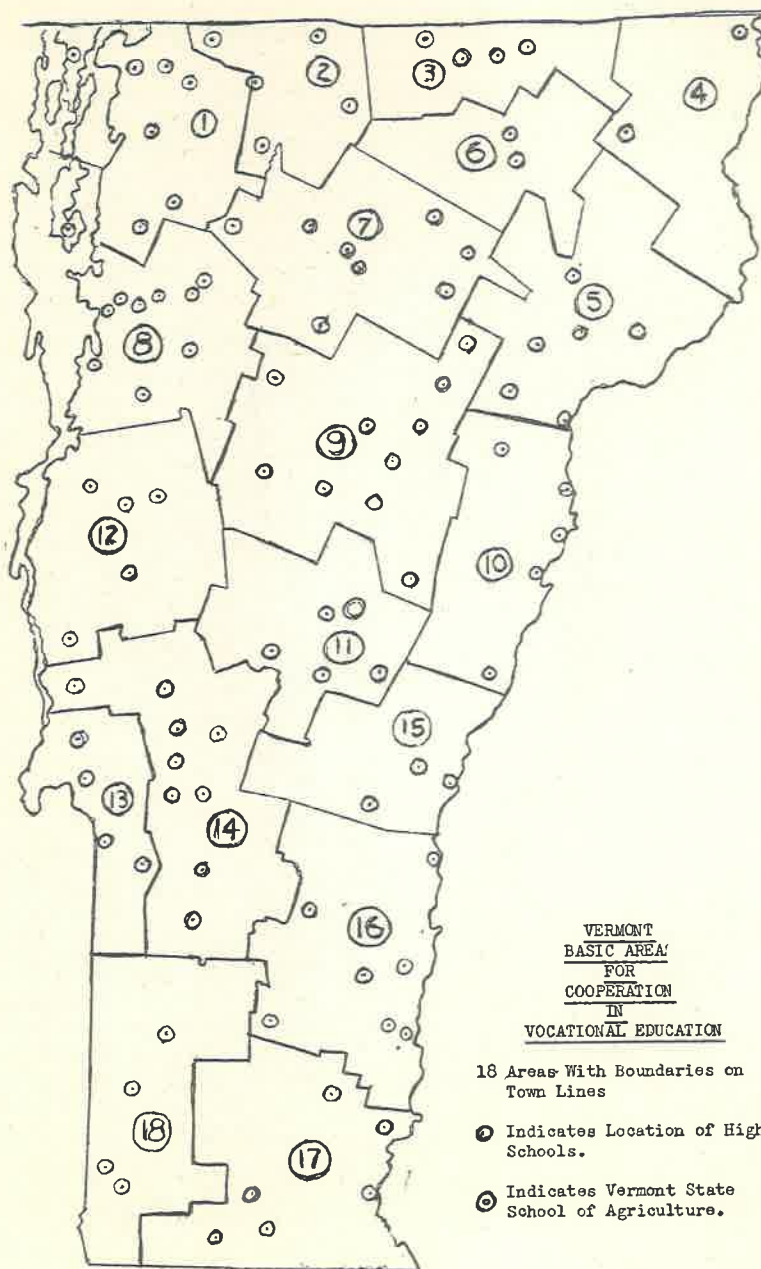 1
2
3
4
6
7
5
8
9
12
10
11
15
13
14
16
18
17
VERMONT
BASIC AREA
FOR
COOPERATION
IN
VOCATIONAL EDUCATION
18 Areas With Boundaries on
Town Lines
Indicates Location of High
Schools.
Indicates Vermont State
School of Agriculture.